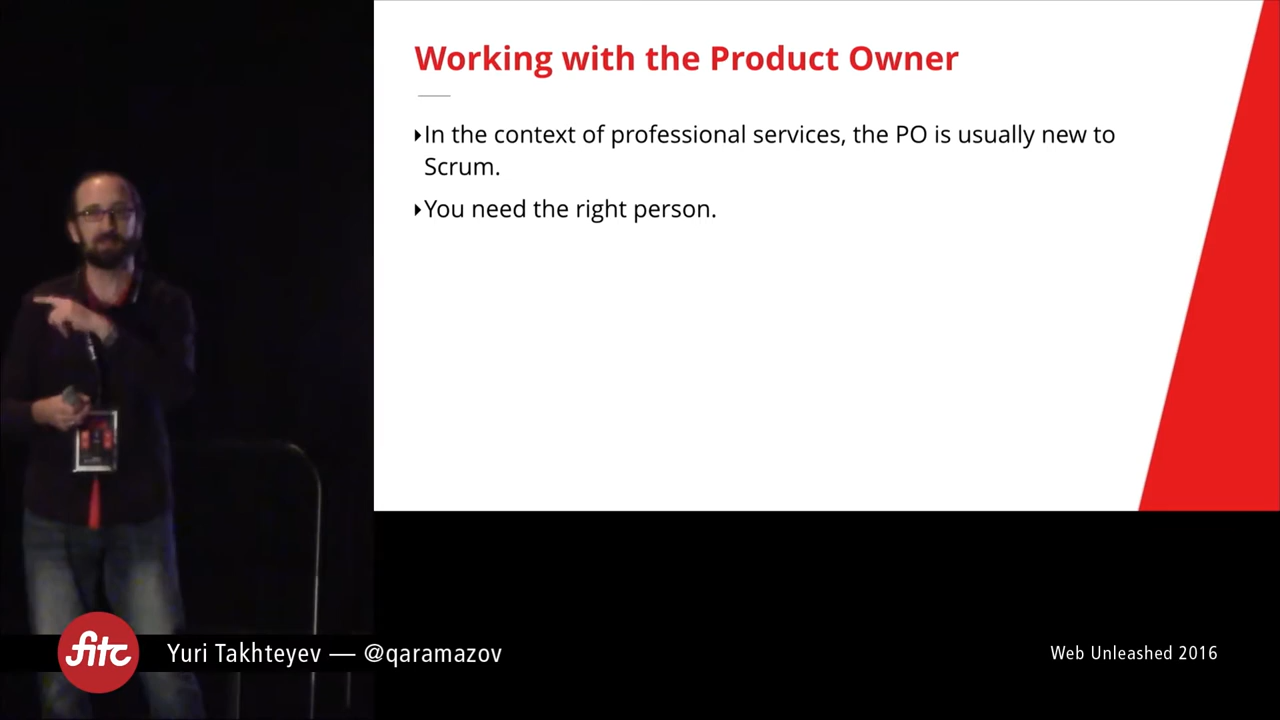 Working with the Product Owner
In the context of professional services, the PO is usually new to
Scrum.
You need the right person.
fitc
Yuri Takhteyev — @qaramazov
Web Unleashed 2016